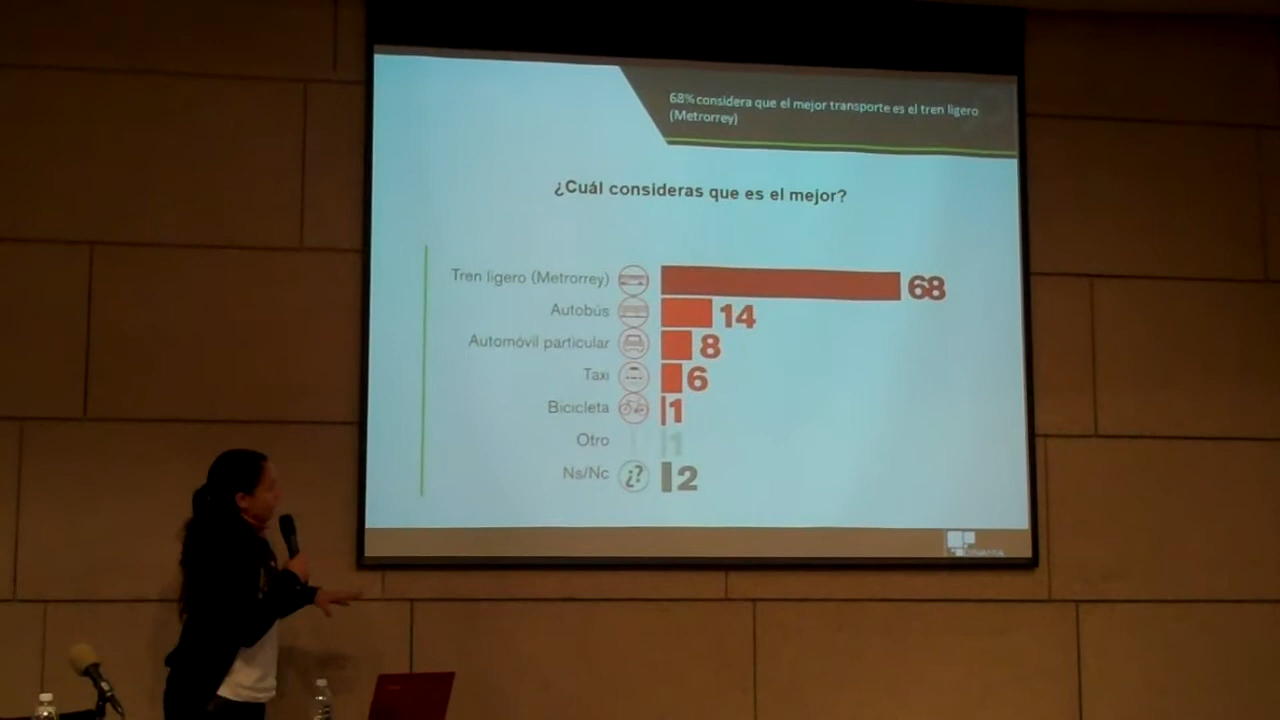 68% considera que el mejor transporte es el tren ligero
(Metrorrey)
¿Cuál consideras que es el mejor?
Tren ligero (Metrorrey) 68
Autobús 14
Automóvil particular 8
Taxi 6
Bicicleta 1
Otro 1
Ns/Nc ¿? 2